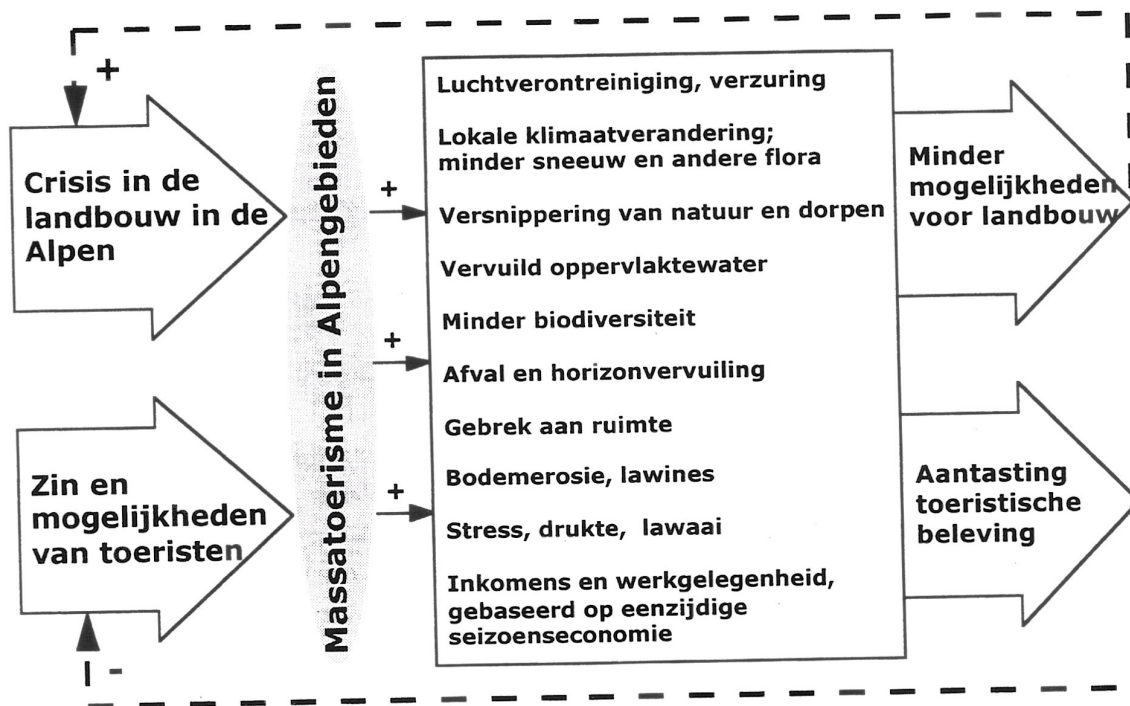 +
Crisis in de
landbouw in de
Alpen
Zin en
mogelijkheden
van toeristen
-
Massatoerisme in Alpengebieden
+
+
+
Luchtverontreiniging, verzuring
Lokale klimaatverandering;
minder sneeuw en andere flora
Versnippering van natuur en dorpen
Vervuild oppervlaktewater
Minder biodiversiteit
Afval en horizonvervuiling
Gebrek aan ruimte
Bodemerosie, lawines
Stress, drukte, lawaai
Inkomens en werkgelegenheid,
gebaseerd op eenzijdige
seizoenseconomie
Minder
mogelijkheden
voor landbouw
Aantasting
toeristische
beleving